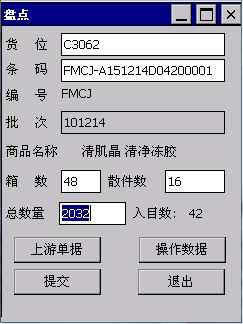 盘点
货 位 C3062
条 码 FMCJ-A151214D04200001
编 号 FMCJ
批 次 101214
商品名称 清肌晶 清净冻胶
箱 数 48 散件数 16
总数量 2032 入目数: 42
上游单据 操作数据
提交 退出